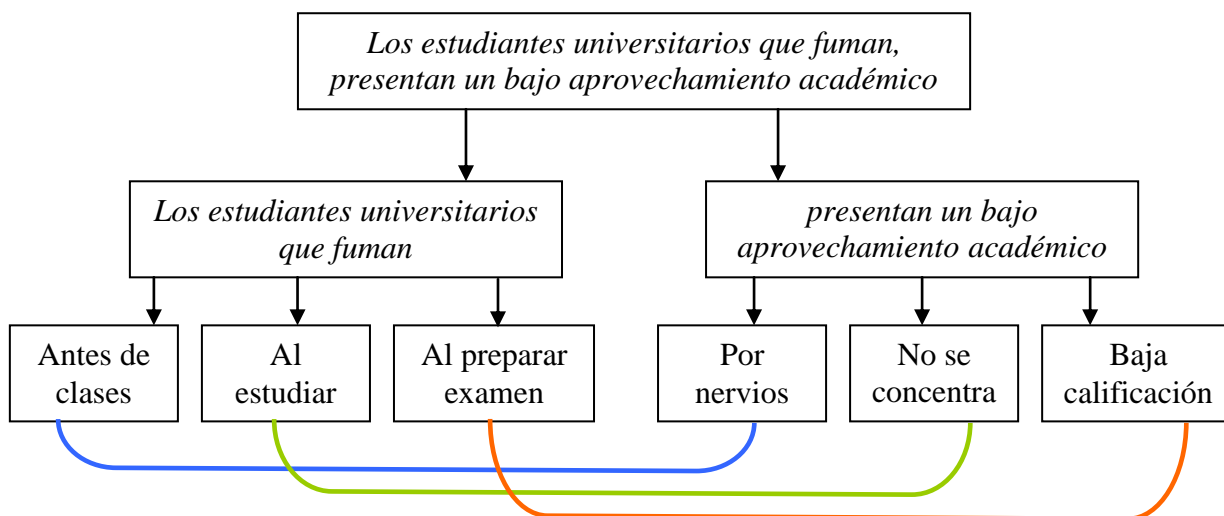 Los estudiantes universitarios que fuman,
presentan un bajo aprovechamiento académico
Los estudiantes universitarios
que fuman
presentan un bajo
aprovechamiento académico
Antes de
clases
Al
estudiar
Al preparar
examen
Por
nervios
No se
concentra
Baja
calificación